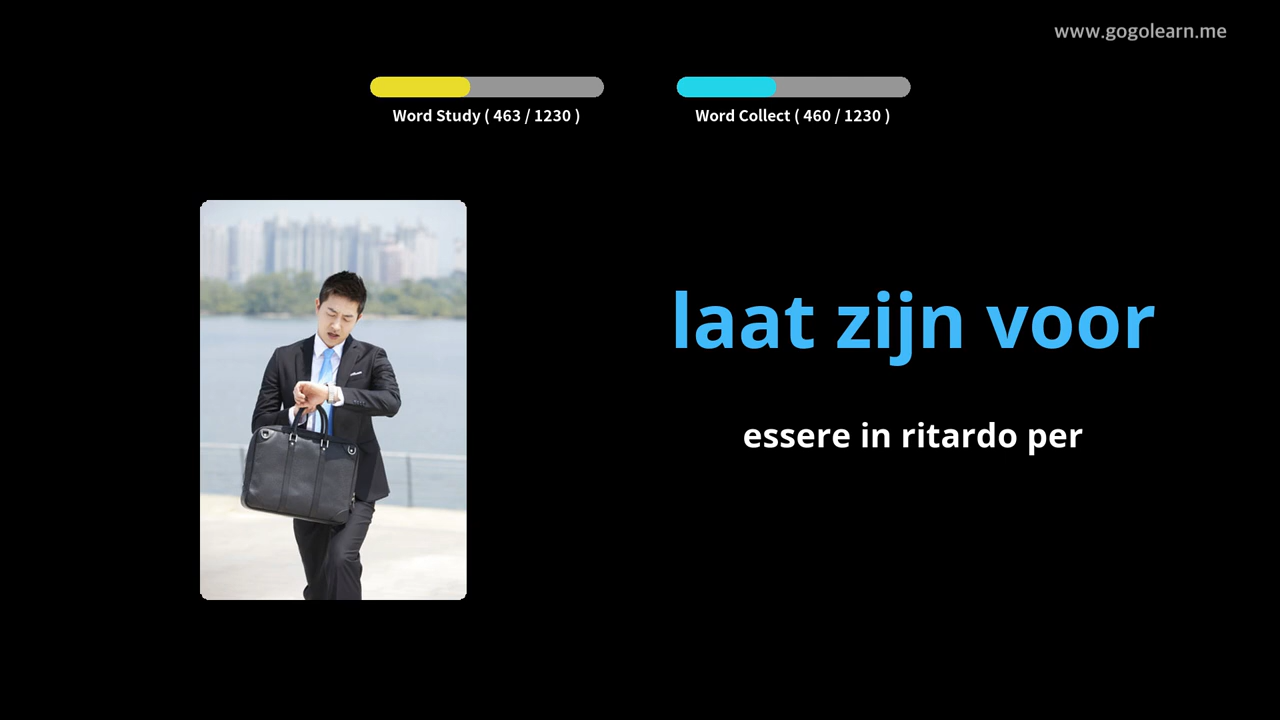 www.gogolearn.me
Word Study ( 463 / 1230 )
Word Collect ( 460 / 1230 )
laat zijn voor
essere in ritardo per